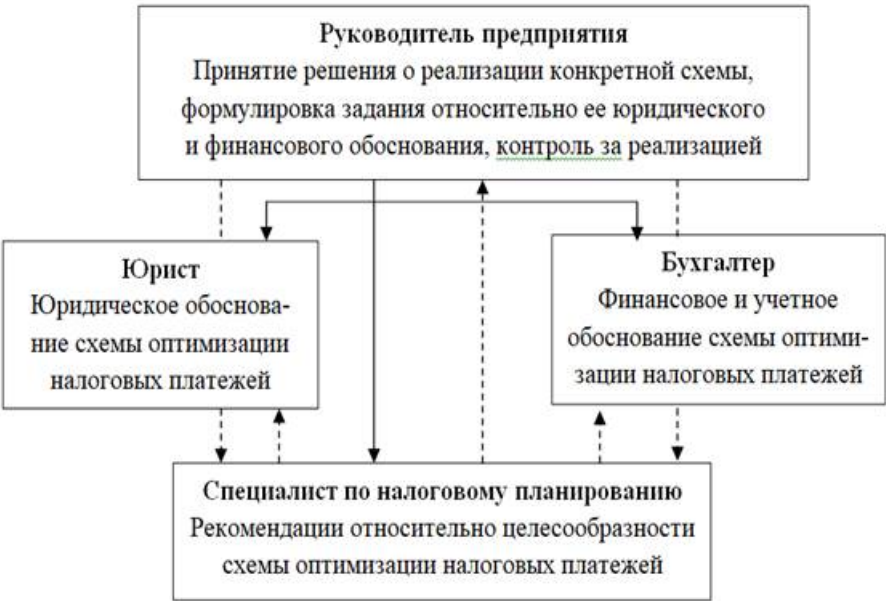 Руководитель предприятия
Принятие решения о реализации конкретной схемы,
формулировка задания относительно ее юридического
и финансового обоснования, контроль за реализацией
Юрист
Юридическое обоснова-
ние схемы оптимизации
налоговых платежей
Бухгалтер
Финансовое и учетное
обоснование схемы оптими-
зации налоговых платежей
Специалист по налоговому планированию
Рекомендации относительно целесообразности
схемы оптимизации налоговых платежей